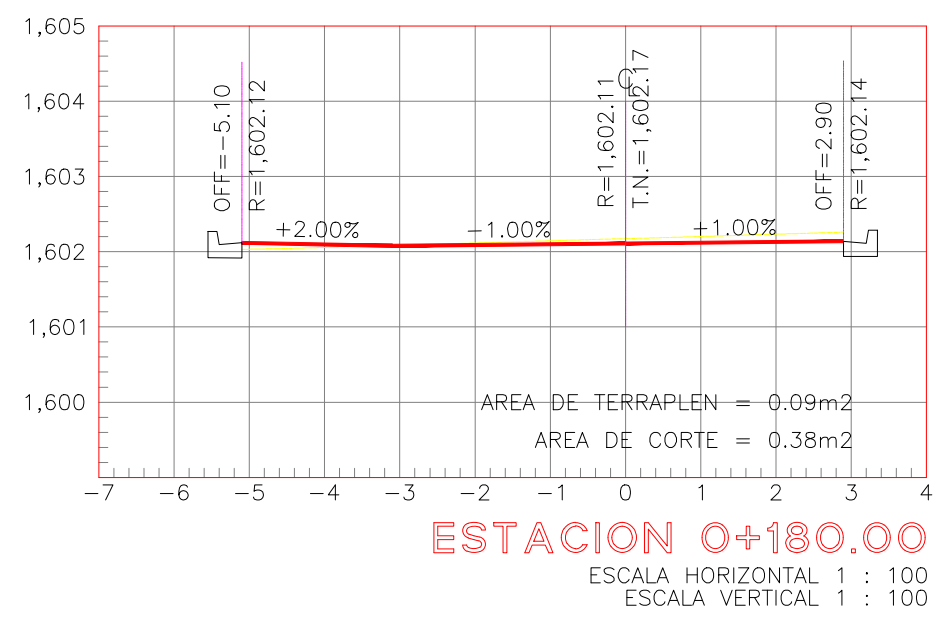 1,605
1,604
1,603
1,602
1,601
1,600
OFF=-5.10
R=1,602.12
R=1,602.11
T.N.=1,602.17
OFF=2.90
R=1,602.14
+2.00%
-1.00%
+1.00%
AREA DE TERRAPLEN = 0.09m2
AREA DE CORTE = 0.38m2
-7 -6 -5 -4 -3 -2 -1 0 1 2 3 4
ESTACION 0+180.00
ESCALA HORIZONTAL 1 : 100
ESCALA VERTICAL 1 : 100